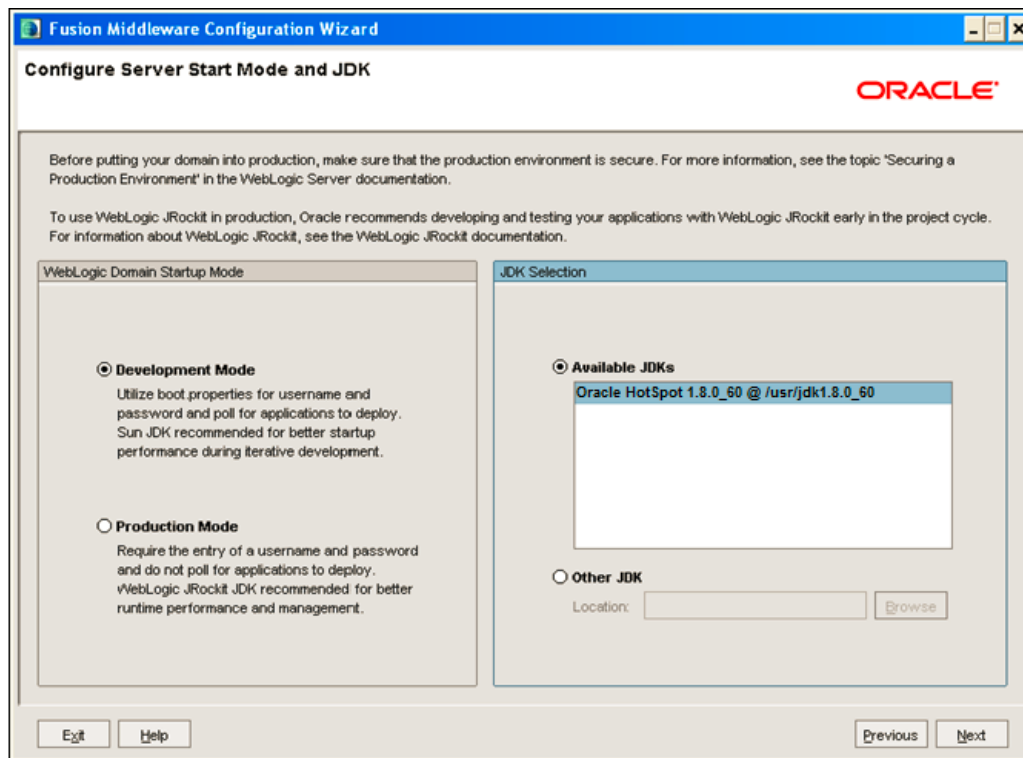 Fusion Middleware Configuration Wizard
Configure Server Start Mode and JDK
ORACLE
Before putting your domain into production, make sure that the production environment is secure. For more information, see the topic 'Securing a
Production Environment' in the WebLogic Server documentation.
To use WebLogic JRockit in production, Oracle recommends developing and testing your applications with WebLogic JRockit early in the project cycle.
For information about WebLogic JRockit, see the WebLogic JRockit documentation.
WebLogic Domain Startup Mode
Development Mode
Utilize boot.properties for username and
password and poll for applications to deploy.
Sun JDK recommended for better startup
performance during iterative development.
Production Mode
Require the entry of a username and password
and do not poll for applications to deploy.
WebLogic JRockit JDK recommended for better
runtime performance and management.
JDK Selection
Available JDKs
Oracle HotSpot 1.8.0_60 @ /usr/jdk1.8.0_60
Other JDK
Location:
Browse
Exit
Help
Previous
Next